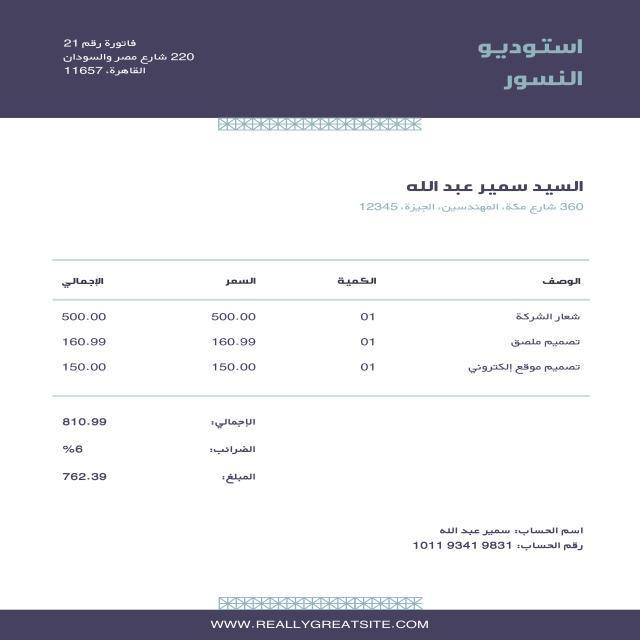 استوديو
النسور
فاتورة رقم 21
220 شارع مصر والسودان
القاهرة، 11657
السيد سمير عبد الله
360 شارع مكة، المهندسين، الجيزة، 12345
الوصف الكمية السعر الإجمالي
شعار الشركة 01 500.00 500.00
تصميم ملصق 01 160.99 160.99
تصميم موقع إلكتروني 01 150.00 150.00
الإجمالي: 810.99
الضرائب: 6%
المبلغ: 762.39
اسم الحساب: سمير عبد الله
رقم الحساب: 9831 9341 1011
WWW.REALLYGREATSITE.COM